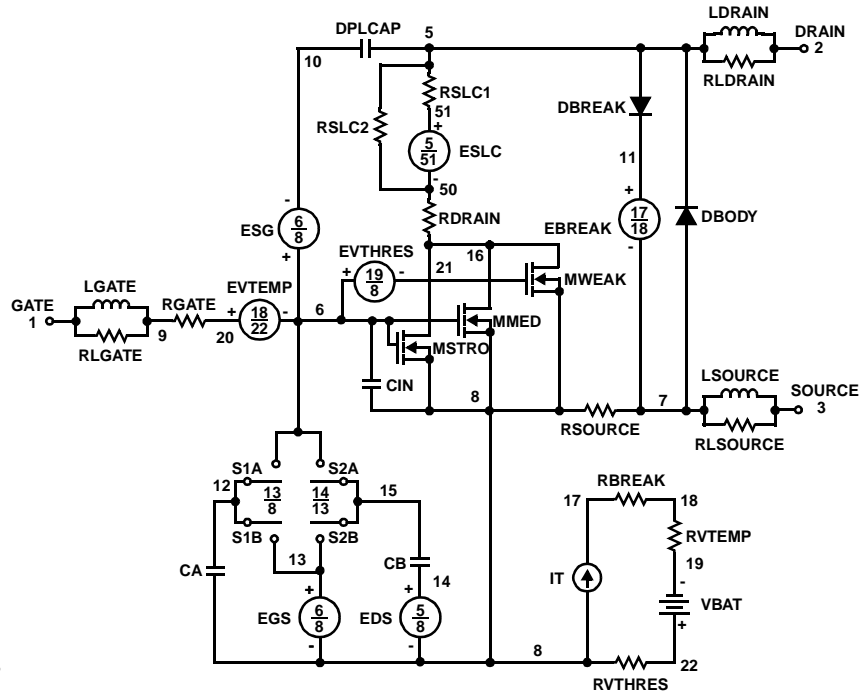 LDRAIN
DPLCAP 5 DRAIN
10 2
RSLC1 RLDRAIN
51 DBREAK
RSLC2 +
5
51
ESLC
11
-
50
-
6
8
ESG
+
RDRAIN
+
17
18
EBREAK
-
DBODY
EVTHRES 16
+ 19
8
- 21
MWEAK
LGATE
GATE RGATE EVTEMP
1 + 18
22
- 6
9 20
RLGATE
MMED
MSTRO
CIN
LSOURCE
8 7 SOURCE
3
RSOURCE
RLSOURCE
S1A S2A
12 13
8
14
13
15
S1B S2B
13
CA
CB
+ + 14
EGS 6
8
EDS 5
8
- -
RBREAK
17 18
RVTEMP
19
IT -
VBAT
+
8 22
RVTHRES